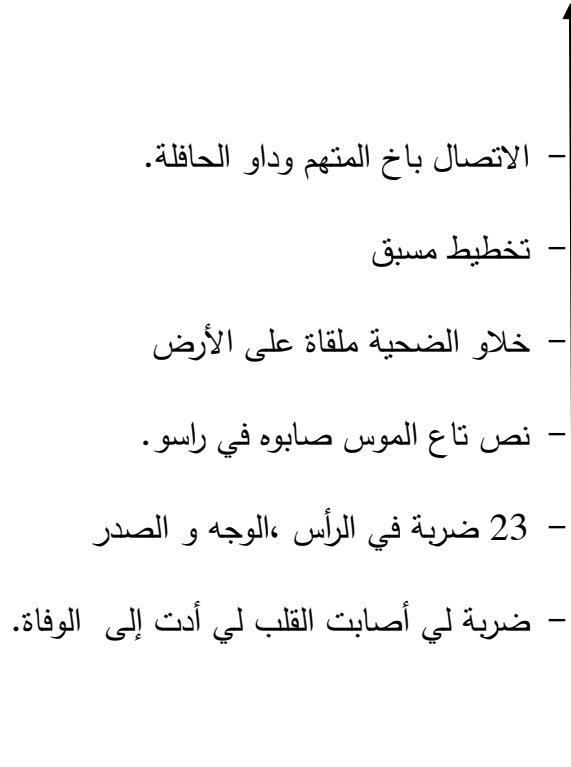 - الاتصال باخ المتهم وداو الحافلة.
- تخطيط مسبق
- خلاو الضحية ملقاة على الأرض
- نص تاع الموس صابوه في راسو.
- 23 ضربة في الرأس ،الوجه و الصدر
- ضربة لي أصابت القلب لي أدت إلى الوفاة.